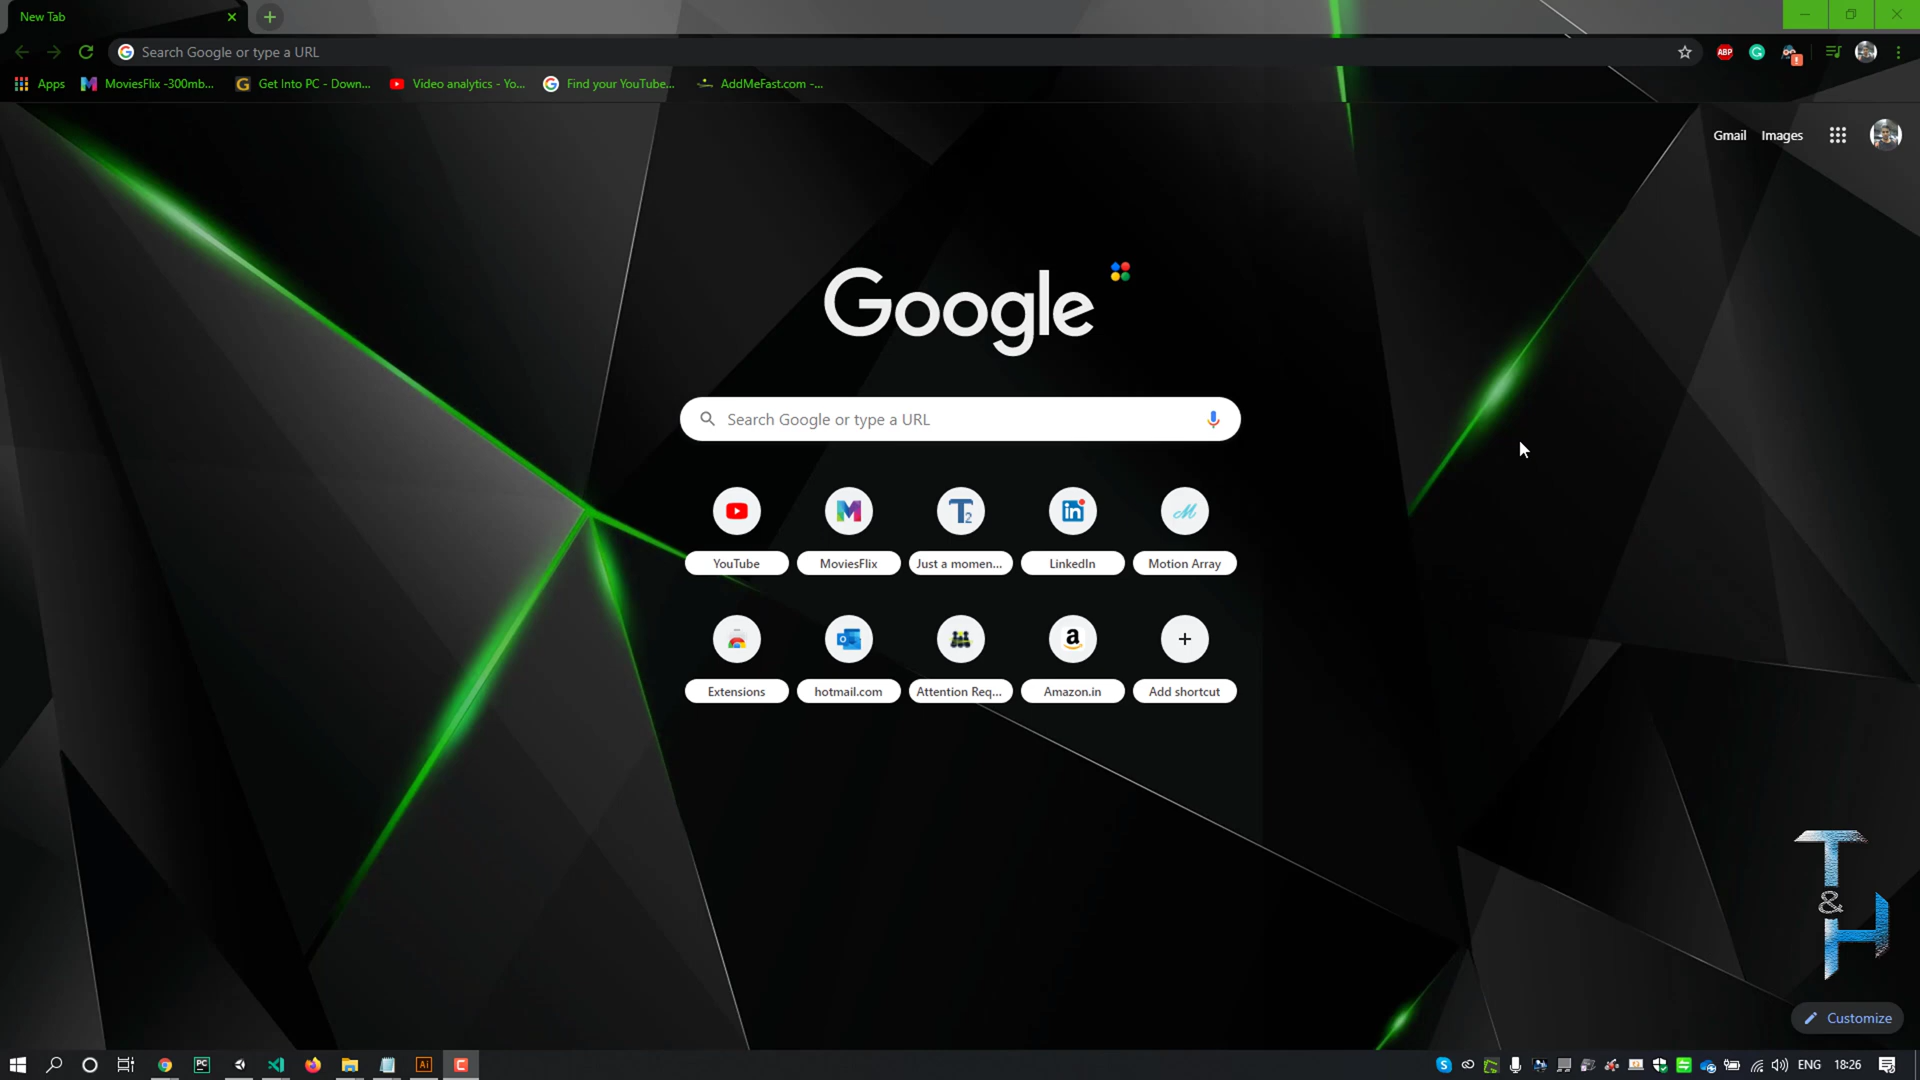 New Tab
Search Google or type a URL
ABP
Apps
MoviesFlix -300mb...
Get Into PC - Down...
Video analytics - Yo...
Find your YouTube...
AddMeFast.com -...
Gmail
Images
Google
Search Google or type a URL
YouTube
MoviesFlix
Just a momen...
LinkedIn
Motion Array
Extensions
hotmail.com
Attention Req...
Amazon.in
Add shortcut
T
&
H
Customize
ENG
18:26